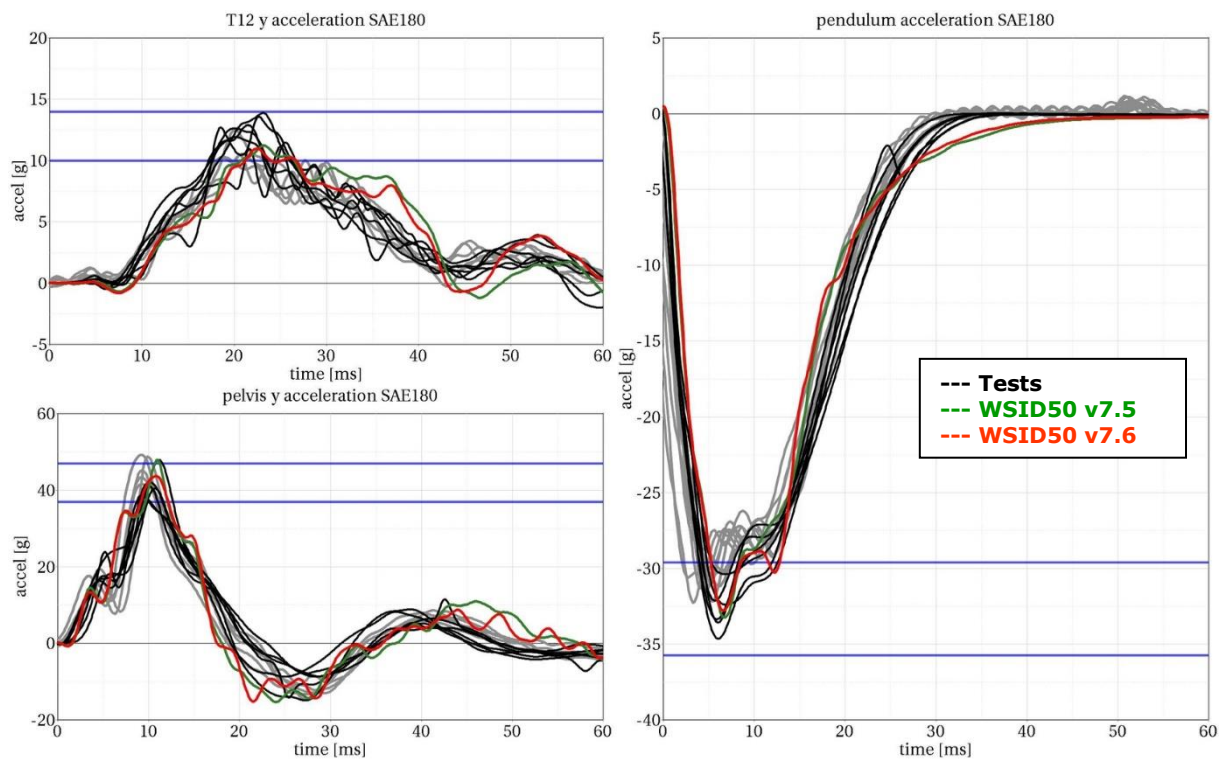 T12 y acceleration SAE180
20
15
10
5
0
-5
accel [g]
0 10 20 30 40 50 60
time [ms]
pelvis y acceleration SAE180
60
40
20
0
-20
accel [g]
0 10 20 30 40 50 60
time [ms]
pendulum acceleration SAE180
5
0
-5
-10
-15
-20
-25
-30
-35
-40
accel [g]
0 10 20 30 40 50 60
time [ms]
--- Tests
--- WSID50 v7.5
--- WSID50 v7.6